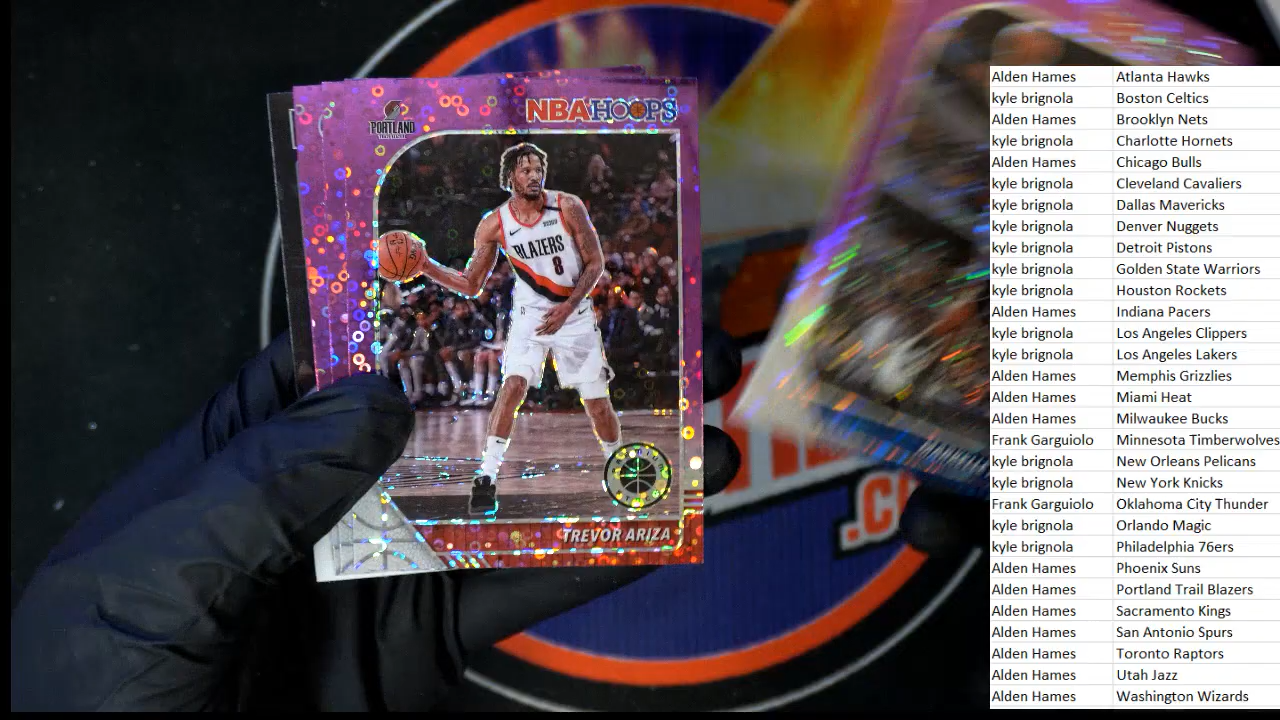 PORTLAND
NBA HOOPS
BLAZERS
8
TREVOR ARIZA
.C
Alden Hames Atlanta Hawks
kyle brignola Boston Celtics
Alden Hames Brooklyn Nets
kyle brignola Charlotte Hornets
Alden Hames Chicago Bulls
kyle brignola Cleveland Cavaliers
kyle brignola Dallas Mavericks
kyle brignola Denver Nuggets
kyle brignola Detroit Pistons
kyle brignola Golden State Warriors
kyle brignola Houston Rockets
Alden Hames Indiana Pacers
kyle brignola Los Angeles Clippers
kyle brignola Los Angeles Lakers
Alden Hames Memphis Grizzlies
Alden Hames Miami Heat
Alden Hames Milwaukee Bucks
Frank Garguiolo Minnesota Timberwolves
kyle brignola New Orleans Pelicans
kyle brignola New York Knicks
Frank Garguiolo Oklahoma City Thunder
kyle brignola Orlando Magic
kyle brignola Philadelphia 76ers
Alden Hames Phoenix Suns
Alden Hames Portland Trail Blazers
Alden Hames Sacramento Kings
Alden Hames San Antonio Spurs
Alden Hames Toronto Raptors
Alden Hames Utah Jazz
Alden Hames Washington Wizards